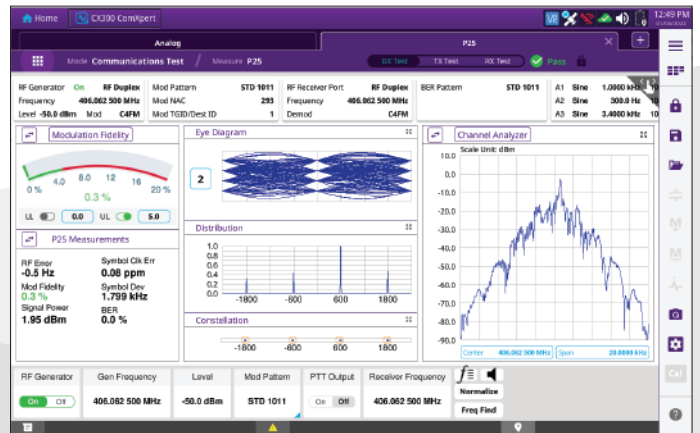 Home
CX300 ComXpert
VE
12:49 PM
Analog
P25
Mode Communications Test / Measure P25
DX Test
TX Test
RX Test
Pass
RF Generator On RF Duplex
Frequency 406.062 500 MHz
Level -50.0 dBm Mod C4FM
Mod Pattern STD 1011
Mod NAC 293
Mod TGID/Dest ID 1
RF Receiver Port RF Duplex
Frequency 406.062 500 MHz
Demod C4FM
BER Pattern STD 1011
A1 Sine 1.0000 kHz 10
A2 Sine 300.0 Hz 10
A3 Sine 3.4000 kHz 10
Modulation Fidelity
0 % 4.0 8.0 12 16 20 %
0.3 %
LL 0.0 UL 5.0
P25 Measurements
RF Error
-0.5 Hz
Symbol Clk Err
0.08 ppm
Mod Fidelity
0.3 %
Symbol Dev
1.799 kHz
Signal Power
1.95 dBm
BER
0.0 %
Eye Diagram
2
Distribution
1.0
0.8
0.6
0.4
0.2
0.0
-1800 -600 600 1800
Constellation
-1800 -600 600 1800
Channel Analyzer
Scale Unit: dBm
10.0
0.0
-10.0
-20.0
-30.0
-40.0
-50.0
-60.0
-70.0
-80.0
-90.0
Center 406.062 500 MHz Span 20.0000 kHz
RF Generator
On Off
Gen Frequency
406.062 500 MHz
Level
-50.0 dBm
Mod Pattern
STD 1011
PTT Output
On Off
Receiver Frequency
406.062 500 MHz
Normalize
Freq Find
M
M
Cal